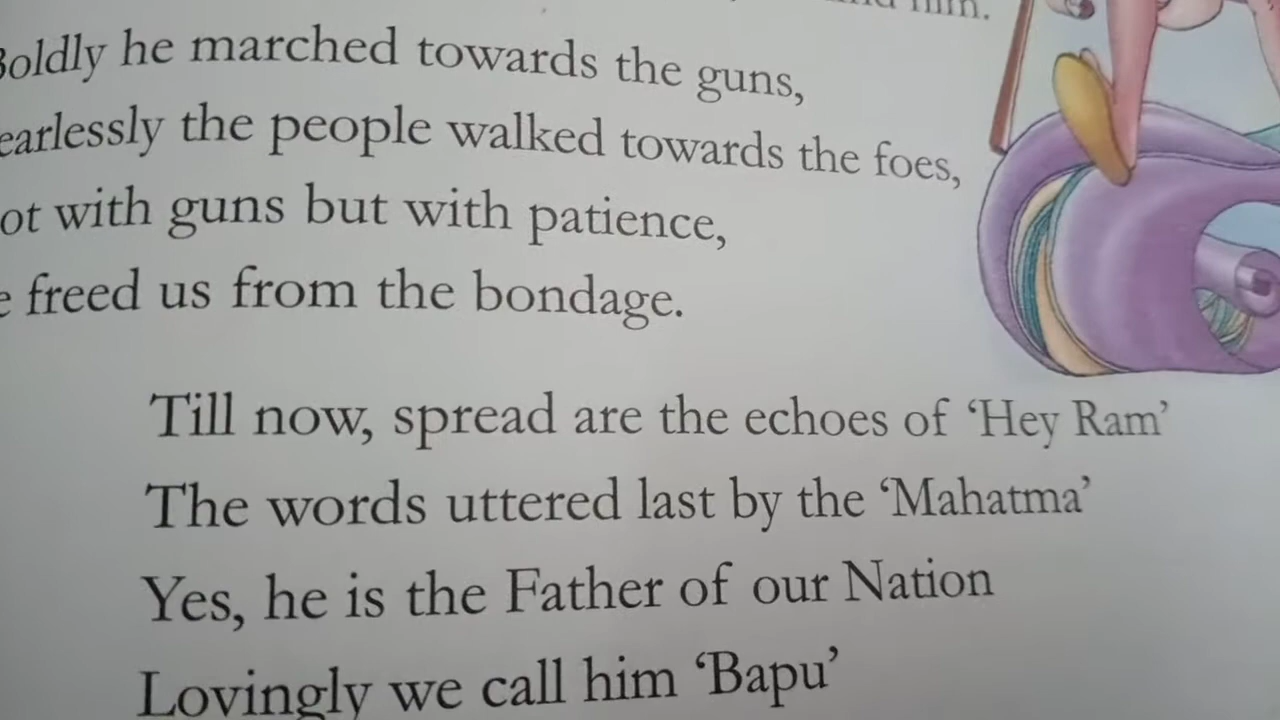 him.
Boldly he marched towards the guns,
earlessly the people walked towards the foes,
ot with guns but with patience,
e freed us from the bondage.
Till now, spread are the echoes of ‘Hey Ram’
The words uttered last by the ‘Mahatma’
Yes, he is the Father of our Nation
Lovingly we call him ‘Bapu’